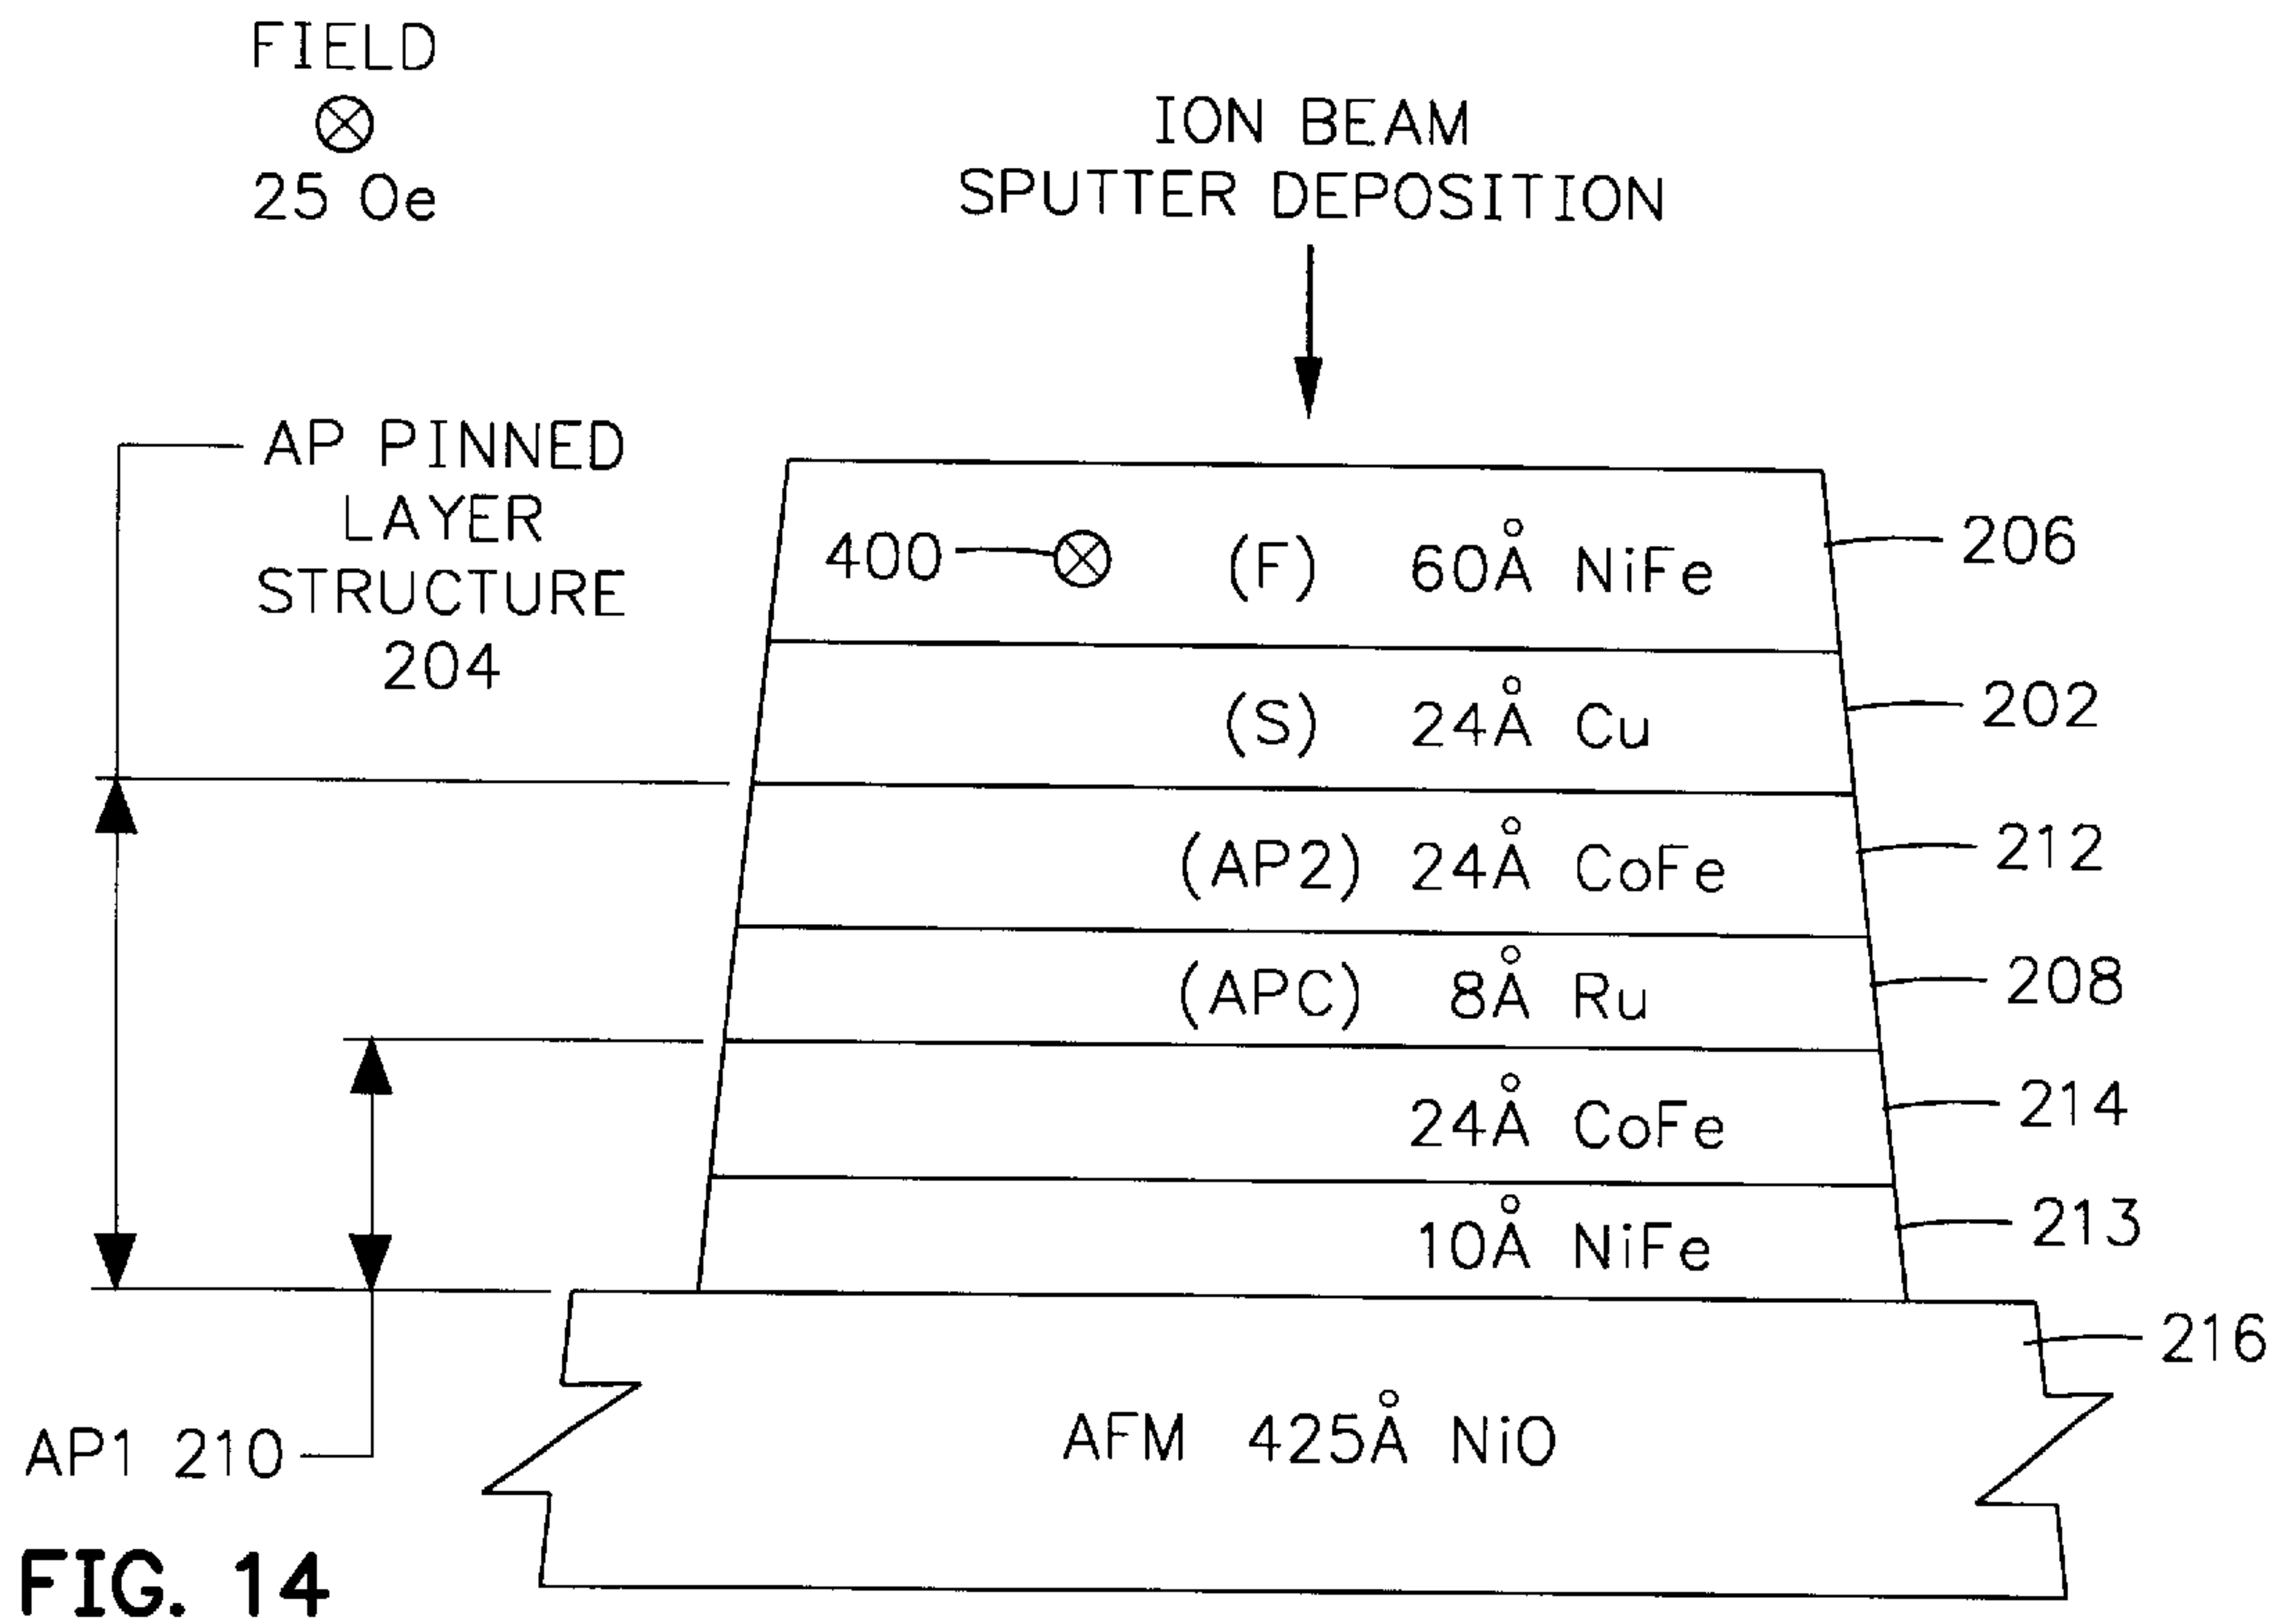 FIELD
25 Oe
ION BEAM
SPUTTER DEPOSITION
AP PINNED
LAYER
STRUCTURE
204
400 (F) 60Å NiFe 206
(S) 24Å Cu 202
(AP2) 24Å CoFe 212
(APC) 8Å Ru 208
24Å CoFe 214
10Å NiFe 213
216
AFM 425Å NiO
AP1 210
FIG. 14